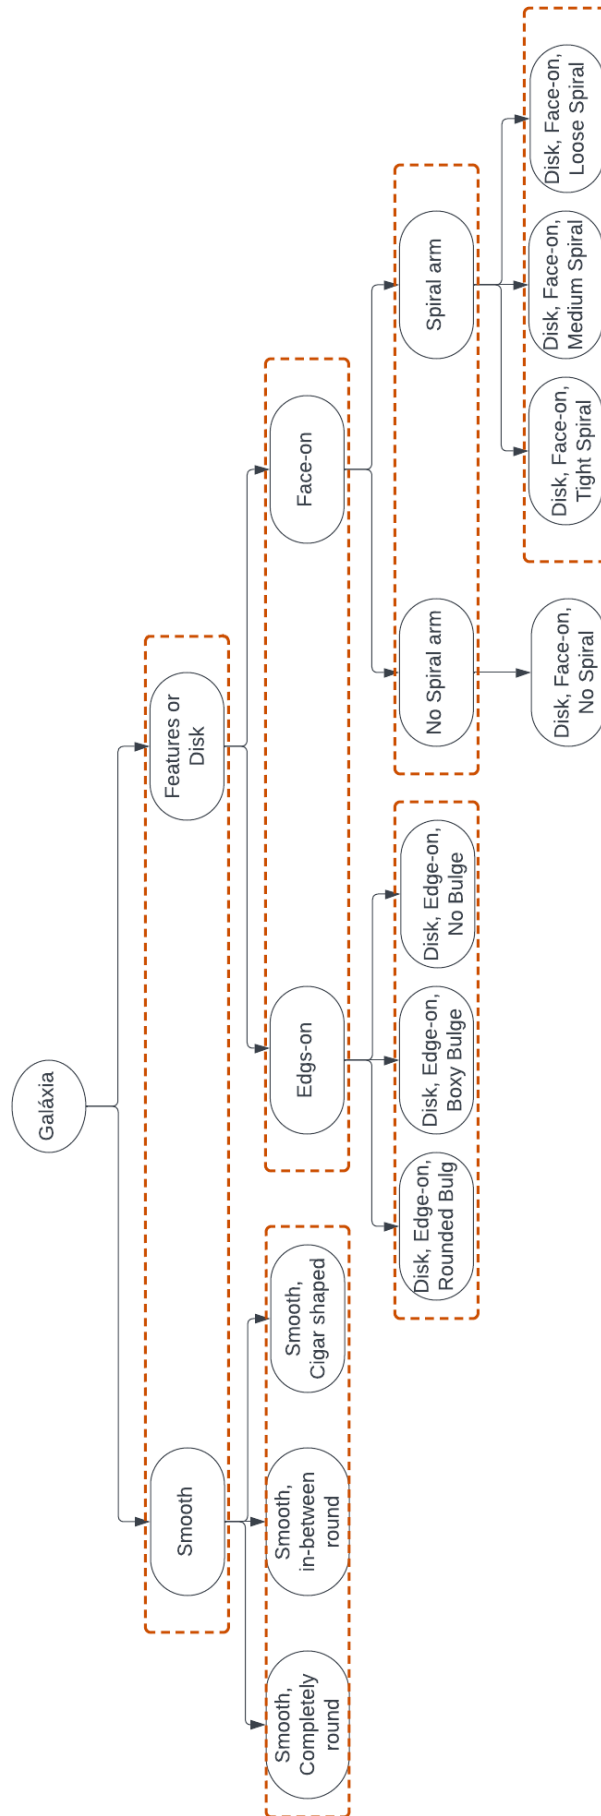 Galáxia
Smooth
Features or
Disk
Smooth,
Completely
round
Smooth,
in-between
round
Smooth,
Cigar shaped
Edgs-on
Face-on
Disk, Edge-on,
Rounded Bulg
Disk, Edge-on,
Boxy Bulge
Disk, Edge-on,
No Bulge
No Spiral arm
Spiral arm
Disk, Face-on,
No Spiral
Disk, Face-on,
Tight Spiral
Disk, Face-on,
Medium Spiral
Disk, Face-on,
Loose Spiral